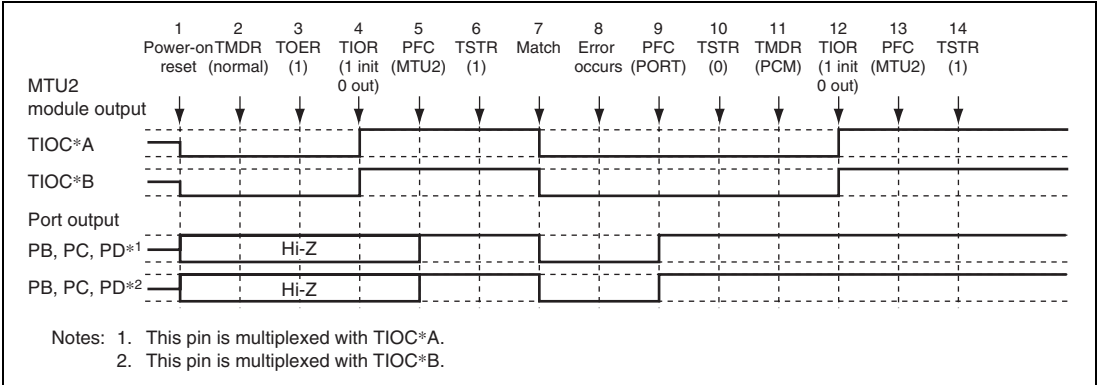 1 2 3 4 5 6 7 8 9 10 11 12 13 14
Power-on TMDR TOER TIOR PFC TSTR Match Error PFC TSTR TMDR TIOR PFC TSTR
reset (normal) (1) (1 init (MTU2) (1) occurs (PORT) (0) (PCM) (1 init (MTU2) (1)
0 out) 0 out)
MTU2
module output
TIOC*A
TIOC*B
Port output
PB, PC, PD*1 Hi-Z
PB, PC, PD*2 Hi-Z
Notes: 1. This pin is multiplexed with TIOC*A.
2. This pin is multiplexed with TIOC*B.